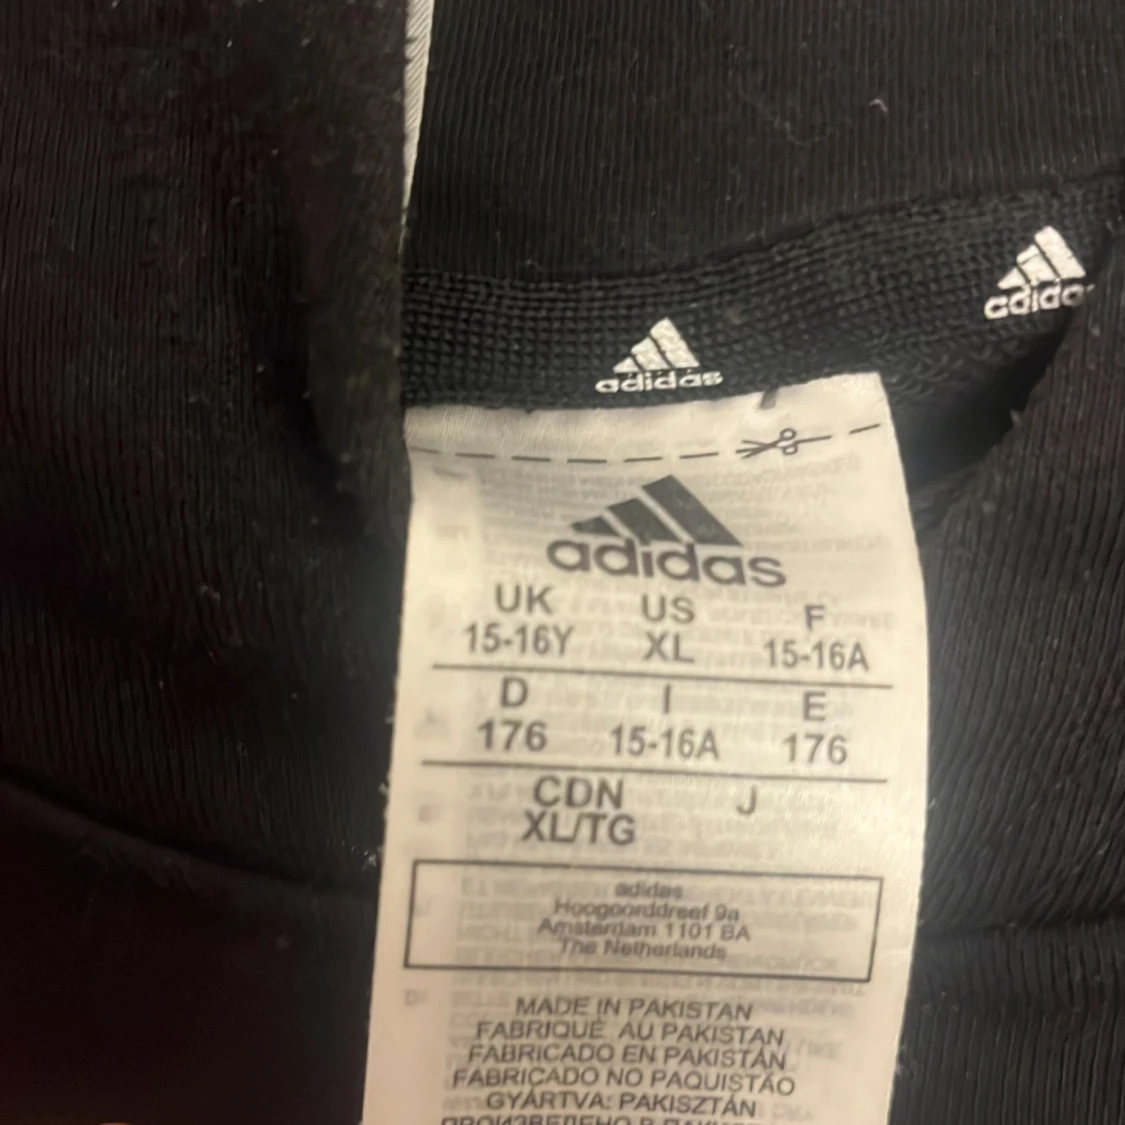 adidas
adidas
adidas
UK US F
15-16Y XL 15-16A
D I E
176 15-16A 176
CDN J
XL/TG
adidas
Hoogoorddreef 9a
Amsterdam 1101 BA
The Netherlands
MADE IN PAKISTAN
FABRIQUÉ AU PAKISTAN
FABRICADO EN PAKISTÁN
FABRICADO NO PAQUISTÃO
GYÁRTVA: PAKISZTÁN